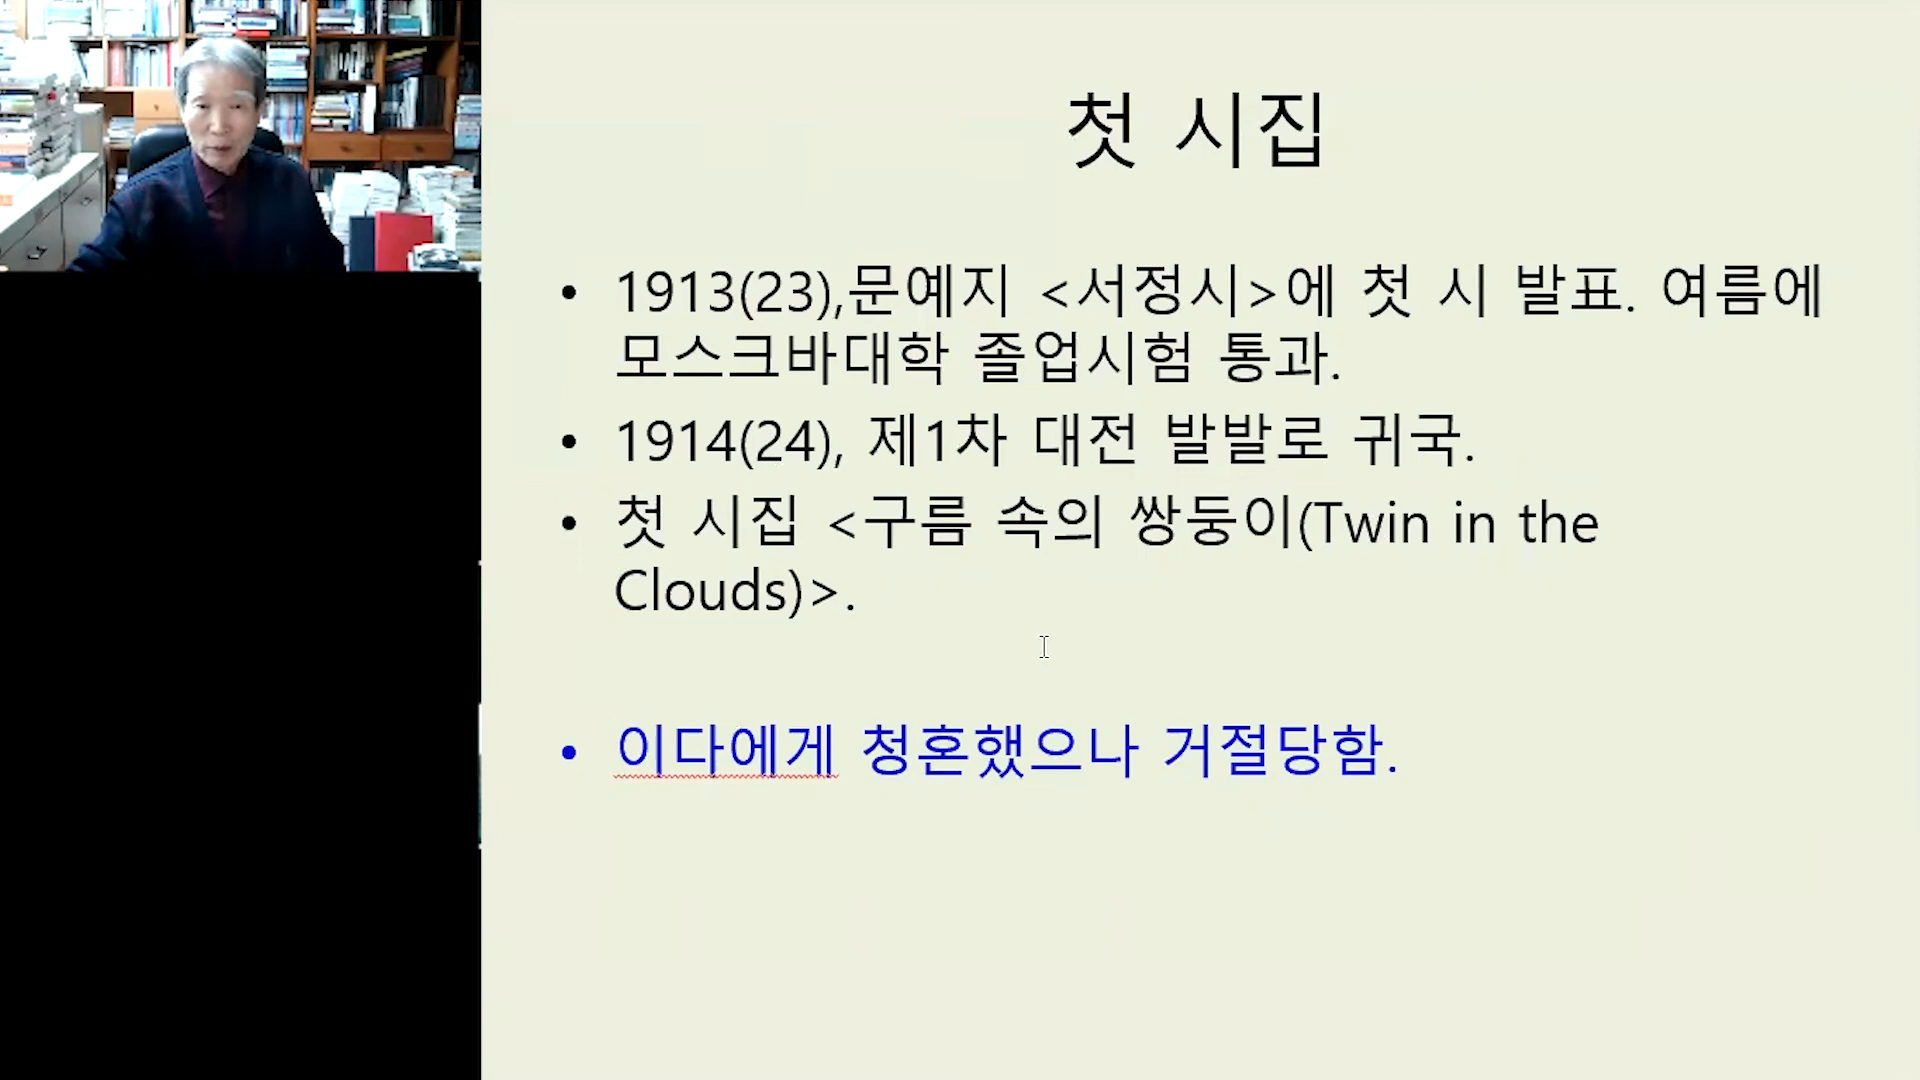 첫 시집
• 1913(23),문예지 <서정시>에 첫 시 발표. 여름에
모스크바대학 졸업시험 통과.
• 1914(24), 제1차 대전 발발로 귀국.
• 첫 시집 <구름 속의 쌍둥이(Twin in the
Clouds)>.
• 이다에게 청혼했으나 거절당함.